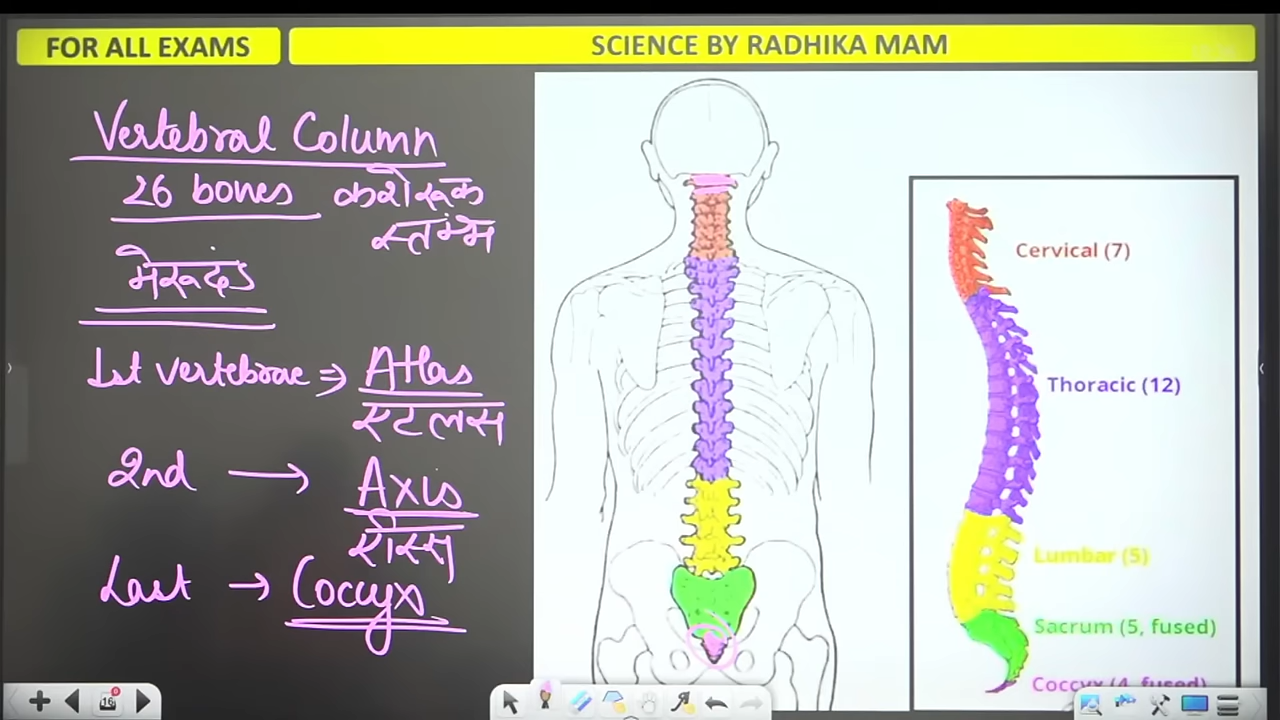 FOR ALL EXAMS
SCIENCE BY RADHIKA MAM
Vertebral Column
26 bones कशेरूक
स्तम्भ
मेरूदंड
1st vertebrae ⇒ Atlas
एटलस
2nd → Axis
Last → Coccyx
Cervical (7)
Thoracic (12)
Lumbar (5)
Sacrum (5, fused)
Coccyx (4, fused)
16